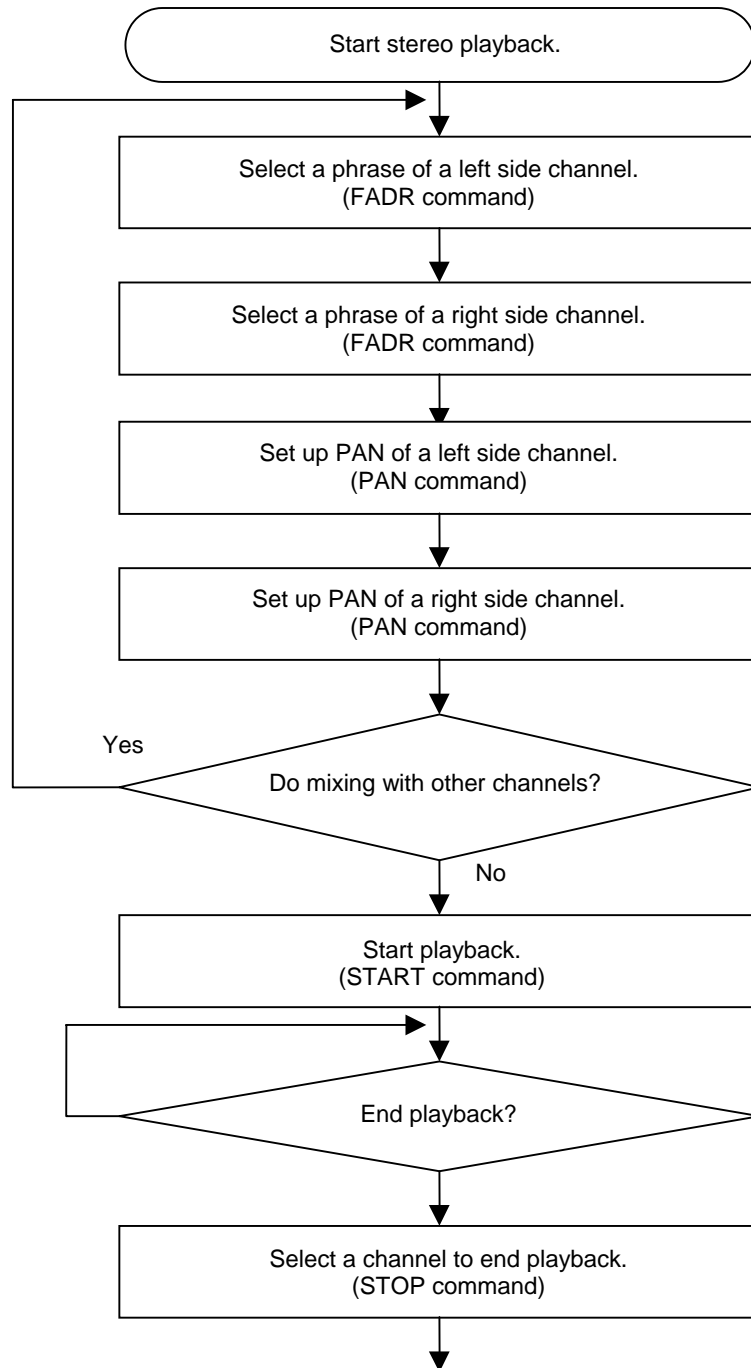 Start stereo playback.
Select a phrase of a left side channel.
(FADR command)
Select a phrase of a right side channel.
(FADR command)
Set up PAN of a left side channel.
(PAN command)
Set up PAN of a right side channel.
(PAN command)
Yes
Do mixing with other channels?
No
Start playback.
(START command)
End playback?
Select a channel to end playback.
(STOP command)